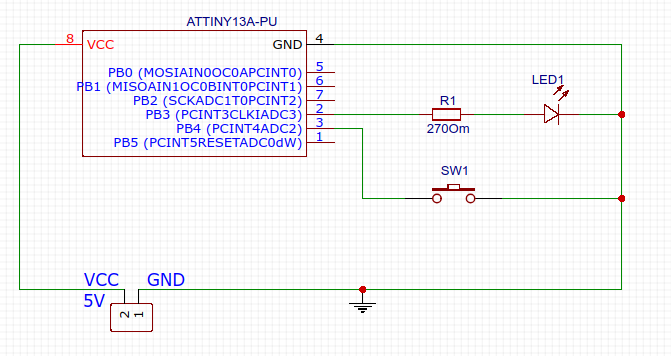 ATTINY13A-PU
8 VCC GND 4
PB0 (MOSIAIN0OC0APCINT0) 5
PB1 (MISOAIN1OC0BINT0PCINT1) 6
PB2 (SCKADC1T0PCINT2) 7
PB3 (PCINT3CLKIADC3) 2
PB4 (PCINT4ADC2) 3
PB5 (PCINT5RESETADC0dW) 1
LED1
R1
270Om
SW1
VCC GND
5V
2 1